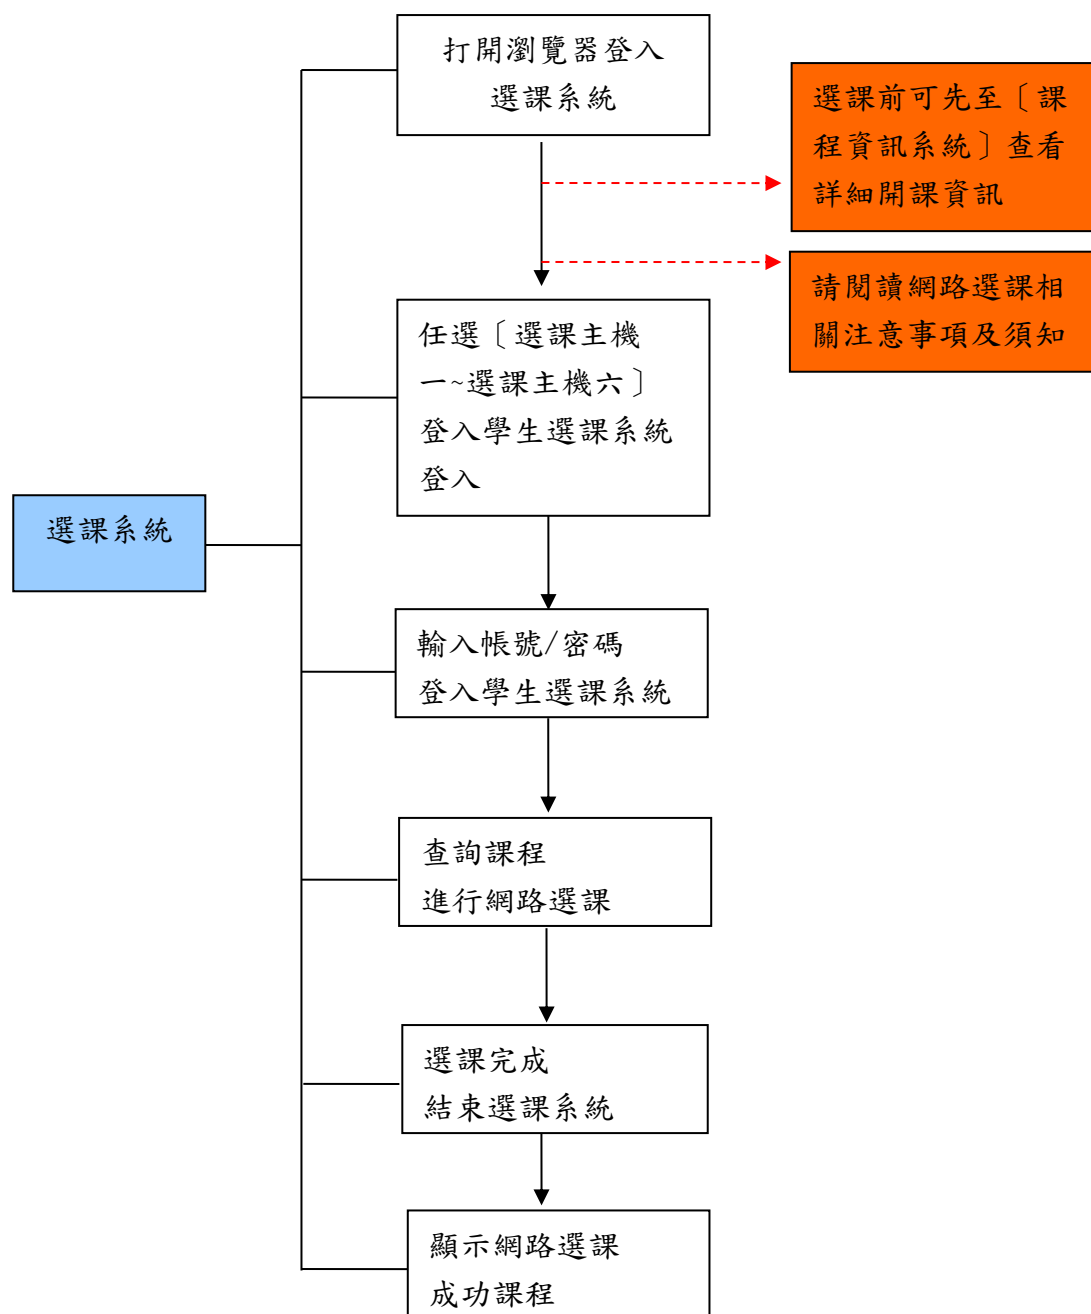 打開瀏覽器登入
選課系統
選課前可先至〔課
程資訊系統〕查看
詳細開課資訊
請閱讀網路選課相
關注意事項及須知
任選〔選課主機
一~選課主機六〕
登入學生選課系統
登入
選課系統
輸入帳號/密碼
登入學生選課系統
查詢課程
進行網路選課
選課完成
結束選課系統
顯示網路選課
成功課程